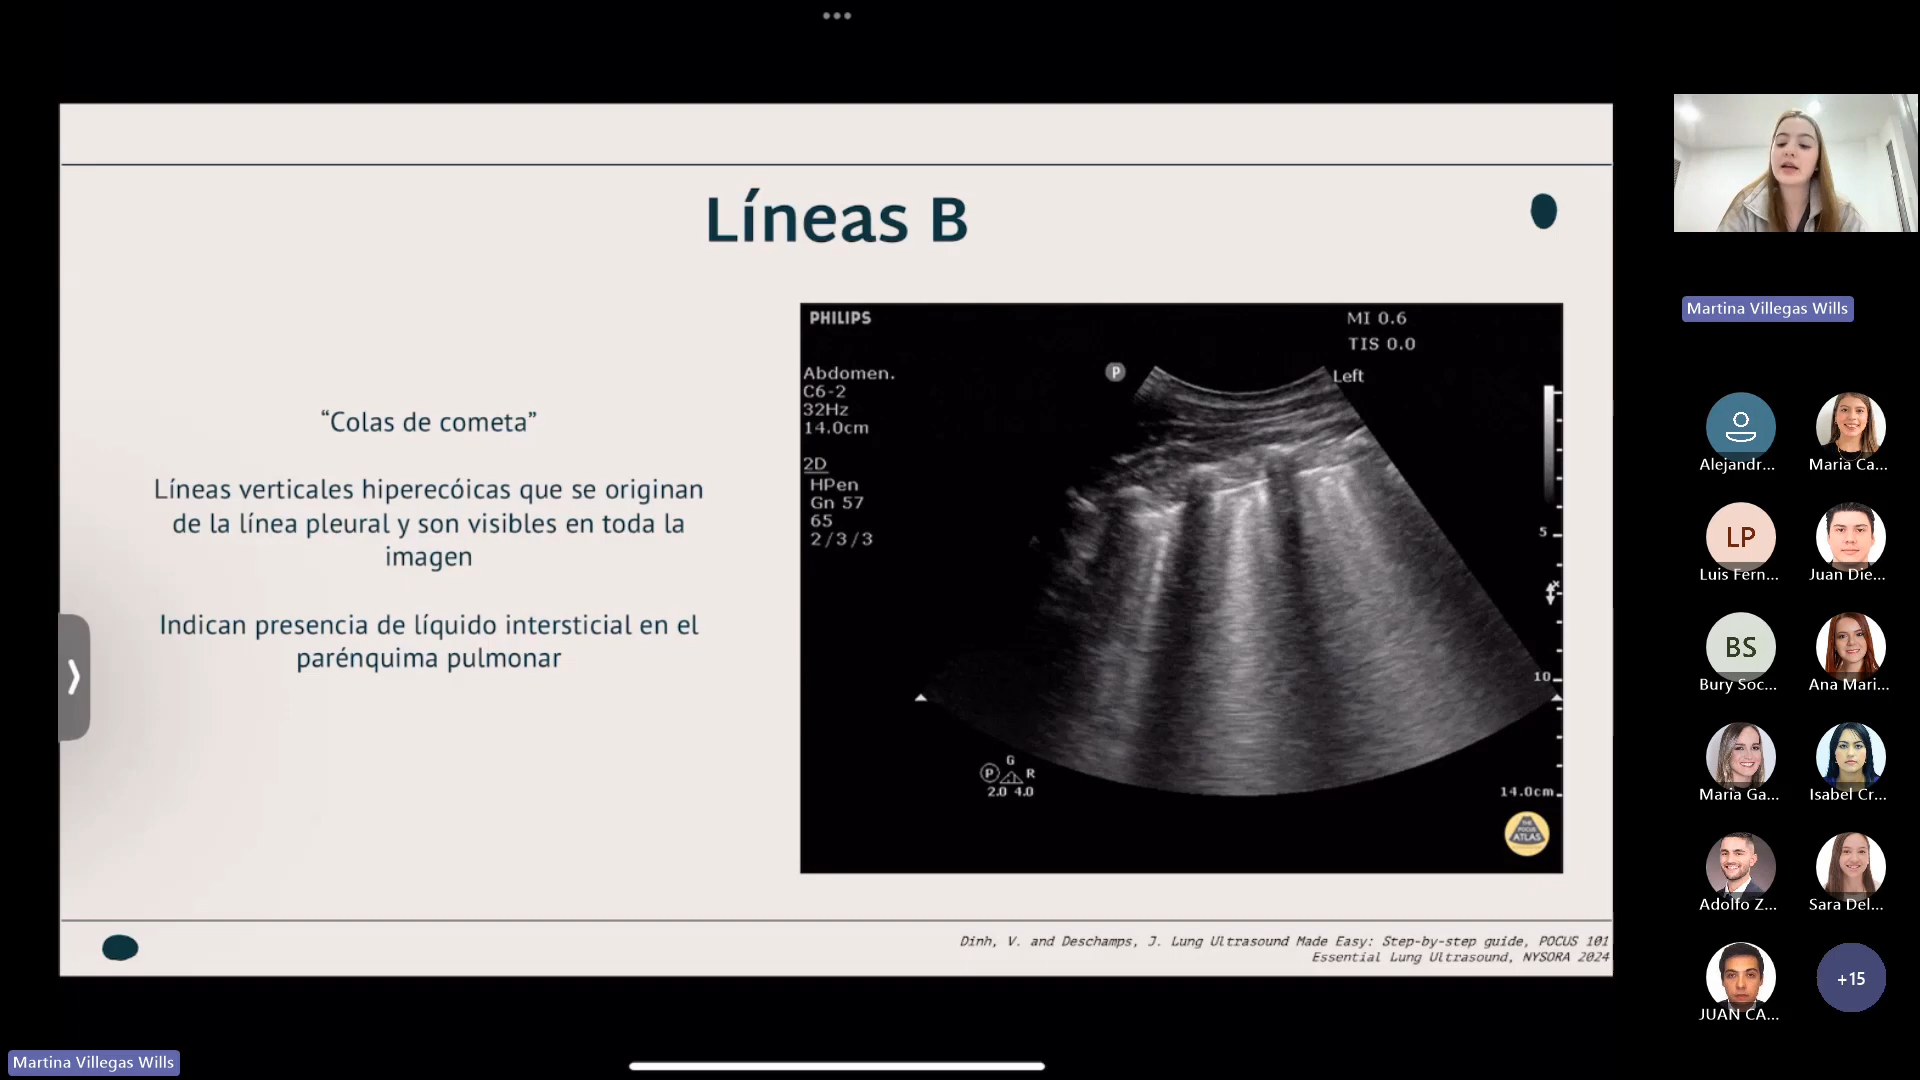 Líneas B
“Colas de cometa”
Líneas verticales hiperecóicas que se originan
de la línea pleural y son visibles en toda la
imagen
Indican presencia de líquido intersticial en el
parénquima pulmonar
PHILIPS
MI 0.6
TIS 0.0
Abdomen.
C6-2
32Hz
14.0cm
2D
HPen
Gn 57
65
2/3/3
P
Left
5
10
14.0cm
G
P R
2.0 4.0
THE
POCUS
ATLAS
Dinh, V. and Deschamps, J. Lung Ultrasound Made Easy: Step-by-step guide, POCUS 101
Essential Lung Ultrasound, NYSORA 2024
Martina Villegas Wills
Alejandr...
Maria Ca...
LP
Luis Fern...
Juan Die...
BS
Bury Soc...
Ana Mari...
Maria Ga...
Isabel Cr...
Adolfo Z...
Sara Del...
JUAN CA...
+15
Martina Villegas Wills